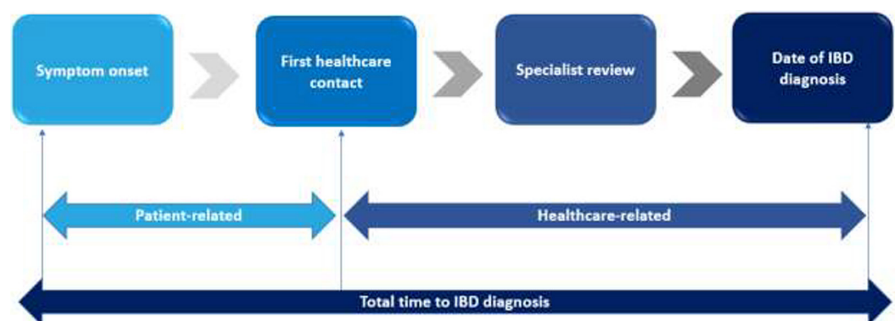 Symptom onset
First healthcare
contact
Specialist review
Date of IBD
diagnosis
Patient-related
Healthcare-related
Total time to IBD diagnosis